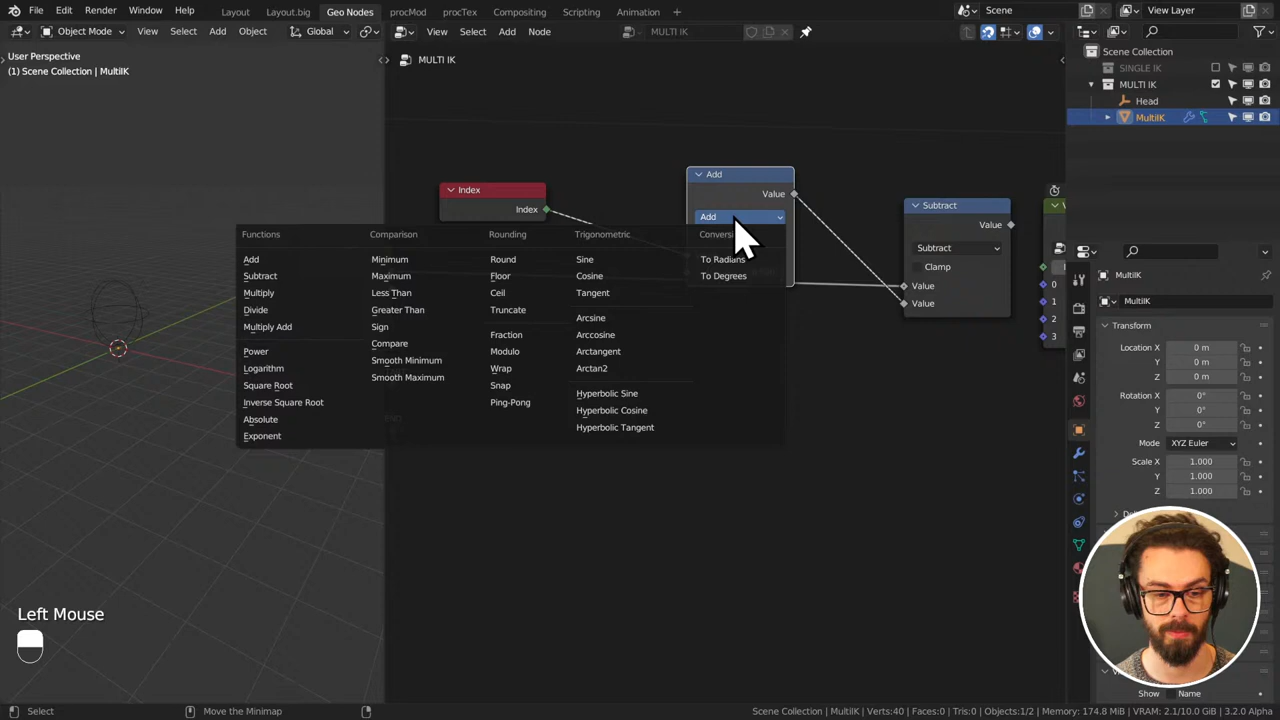 File Edit Render Window Help
Layout Layout.big Geo Nodes procMod procTex Compositing Scripting Animation +
Scene
View Layer
Object Mode View Select Add Object Global
View Select Add Node
MULTI IK
User Perspective
(1) Scene Collection | MultiIK
MULTI IK
Scene Collection
SINGLE IK
MULTI IK
Head
MultiIK
Index
Index
Add
Value
Add
Subtract
Value
Subtract
Clamp
Value
Value
0
1
2
3
Functions
Add
Subtract
Multiply
Divide
Multiply Add
Power
Logarithm
Square Root
Inverse Square Root
Absolute
Exponent
Comparison
Minimum
Maximum
Less Than
Greater Than
Sign
Compare
Smooth Minimum
Smooth Maximum
Rounding
Round
Floor
Ceil
Truncate
Fraction
Modulo
Wrap
Snap
Ping-Pong
Trigonometric
Sine
Cosine
Tangent
Arcsine
Arccosine
Arctangent
Arctan2
Hyperbolic Sine
Hyperbolic Cosine
Hyperbolic Tangent
To Radians
To Degrees
MultiIK
MultiIK
Transform
Location X 0 m
Y 0 m
Z 0 m
Rotation X 0°
Y 0°
Z 0°
Mode XYZ Euler
Scale X 1.000
Y 1.000
Z 1.000
Show Name
Left Mouse
Select Move the Minimap
Scene Collection | MultiIK | Verts:40 | Faces:0 | Tris:0 | Objects:1/2 | Memory: 174.8 MiB | VRAM: 2.1/10.0 GiB | 3.2.0 Alpha